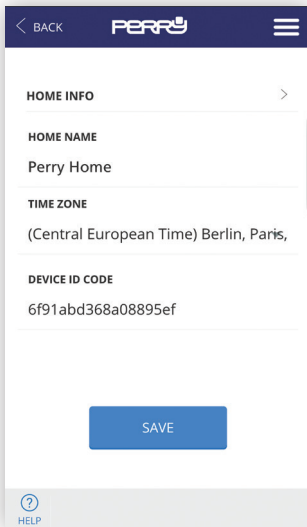 BACK PERRY
HOME INFO
HOME NAME
Perry Home
TIME ZONE
(Central European Time) Berlin, Paris,
DEVICE ID CODE
6f91abd368a08895ef
SAVE
?
HELP